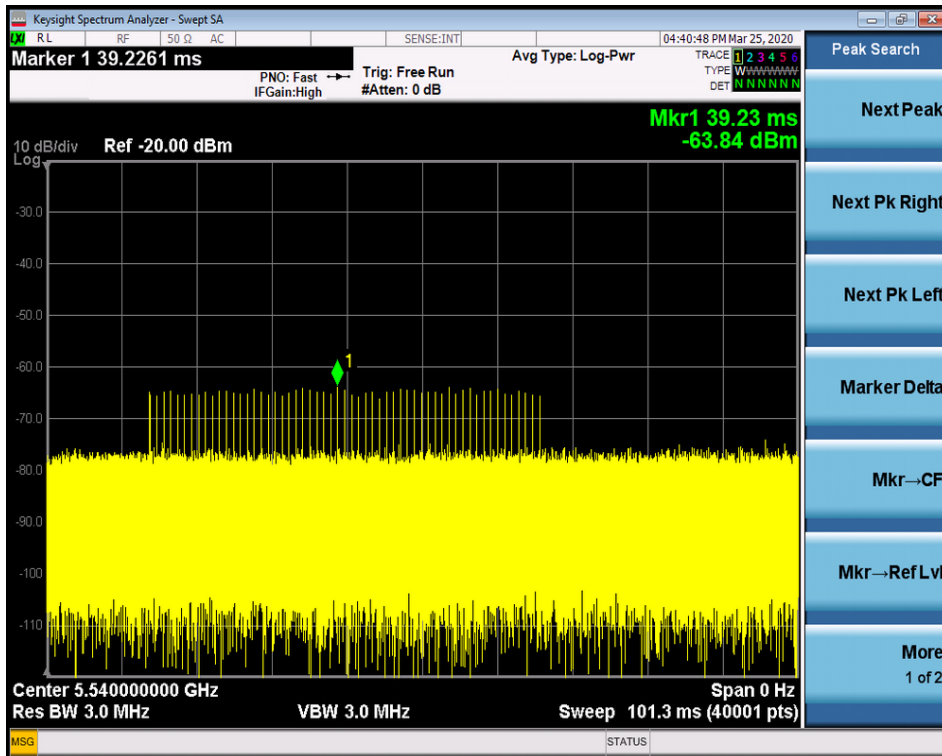 Keysight Spectrum Analyzer - Swept SA
LXI RL RF 50 Ω AC SENSE:INT 04:40:48 PM Mar 25, 2020
Marker 1 39.2261 ms
PNO: Fast
IFGain:High
Trig: Free Run
#Atten: 0 dB
Avg Type: Log-Pwr
TRACE 1 2 3 4 5 6
TYPE WWWWWW
DET N N N N N N
Mkr1 39.23 ms
-63.84 dBm
10 dB/div Ref -20.00 dBm
Log
-30.0
-40.0
-50.0
-60.0
1
-70.0
-80.0
-90.0
-100
-110
Center 5.540000000 GHz Span 0 Hz
Res BW 3.0 MHz VBW 3.0 MHz Sweep 101.3 ms (40001 pts)
MSG STATUS
Peak Search
Next Peak
Next Pk Right
Next Pk Left
Marker Delta
Mkr→CF
Mkr→Ref Lvl
More
1 of 2